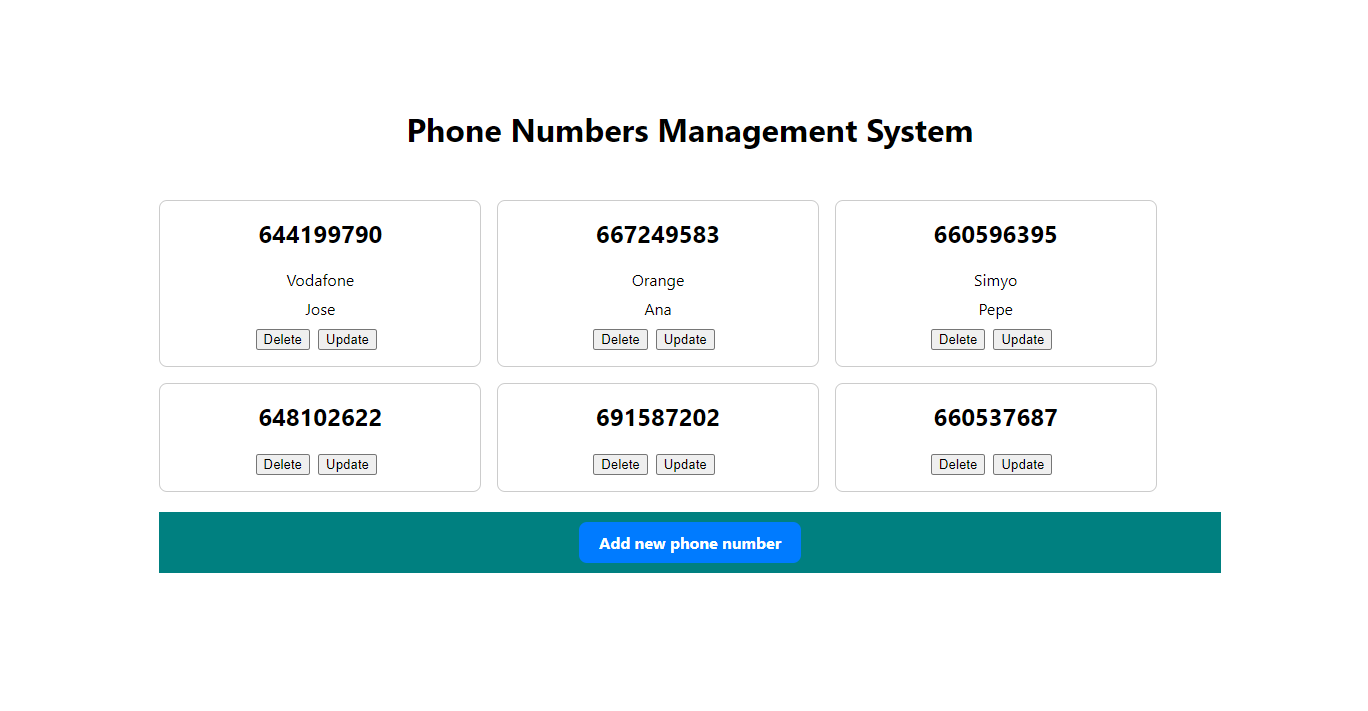 Phone Numbers Management System
644199790
Vodafone
Jose
Delete Update
667249583
Orange
Ana
Delete Update
660596395
Simyo
Pepe
Delete Update
648102622
Delete Update
691587202
Delete Update
660537687
Delete Update
Add new phone number